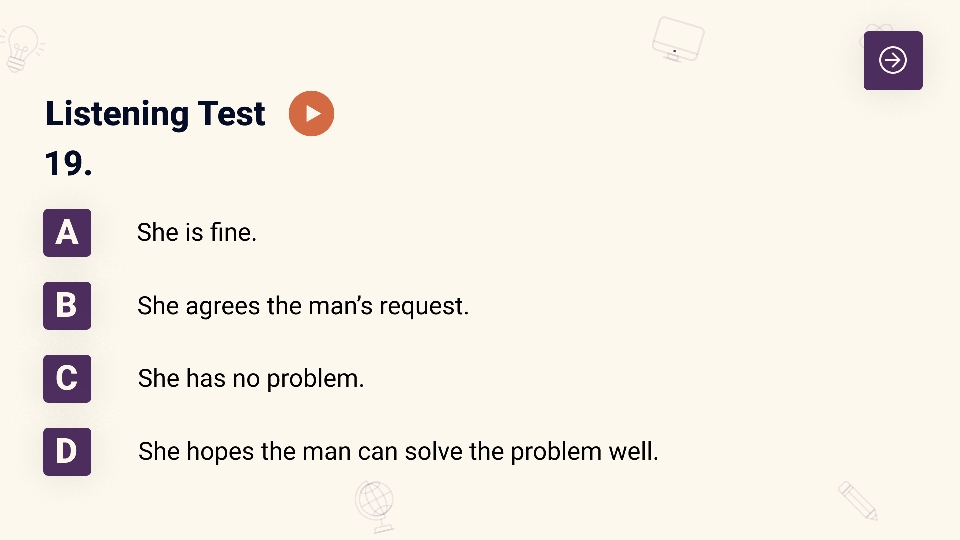 Listening Test
19.
A She is fine.
B She agrees the man’s request.
C She has no problem.
D She hopes the man can solve the problem well.